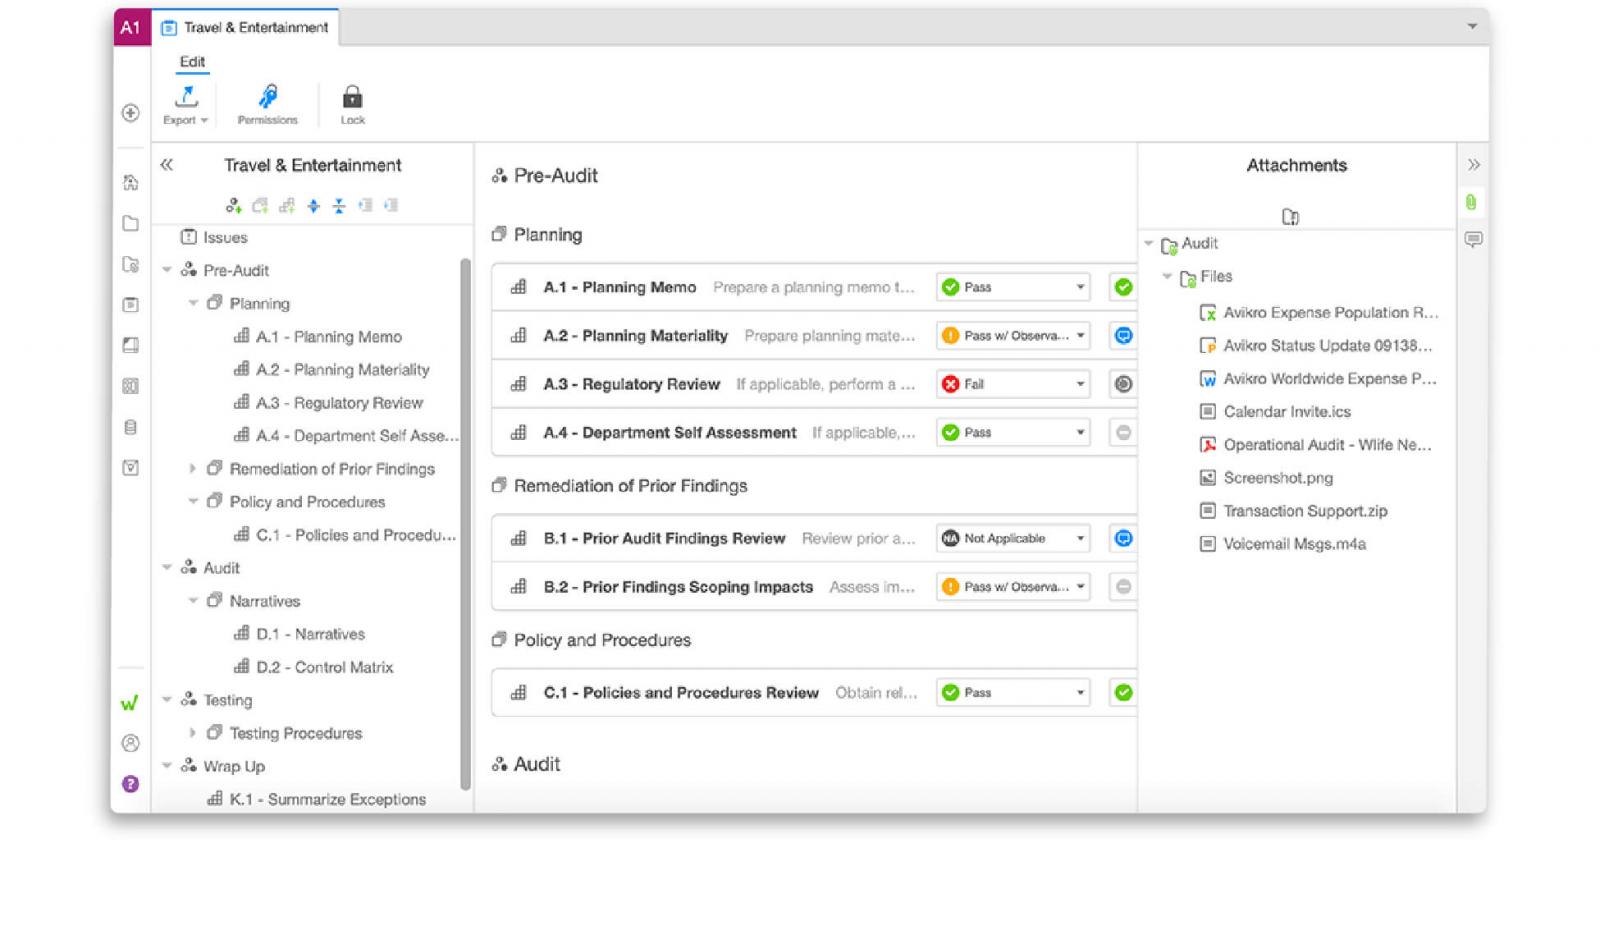 A1
Travel & Entertainment
Edit
Export
Permissions
Lock
Travel & Entertainment
Issues
Pre-Audit
Planning
A.1 - Planning Memo
A.2 - Planning Materiality
A.3 - Regulatory Review
A.4 - Department Self Asse...
Remediation of Prior Findings
Policy and Procedures
C.1 - Policies and Procedu...
Audit
Narratives
D.1 - Narratives
D.2 - Control Matrix
Testing
Testing Procedures
Wrap Up
K.1 - Summarize Exceptions
?
Pre-Audit
Planning
A.1 - Planning Memo Prepare a planning memo t... Pass
A.2 - Planning Materiality Prepare planning mate... Pass w/ Observa...
A.3 - Regulatory Review If applicable, perform a ... Fail
A.4 - Department Self Assessment If applicable,... Pass
Remediation of Prior Findings
B.1 - Prior Audit Findings Review Review prior a... NA Not Applicable
B.2 - Prior Findings Scoping Impacts Assess im... Pass w/ Observa...
Policy and Procedures
C.1 - Policies and Procedures Review Obtain rel... Pass
Audit
Attachments
Audit
Files
Avikro Expense Population R...
Avikro Status Update 09138...
Avikro Worldwide Expense P...
Calendar Invite.ics
Operational Audit - Wlife Ne...
Screenshot.png
Transaction Support.zip
Voicemail Msgs.m4a